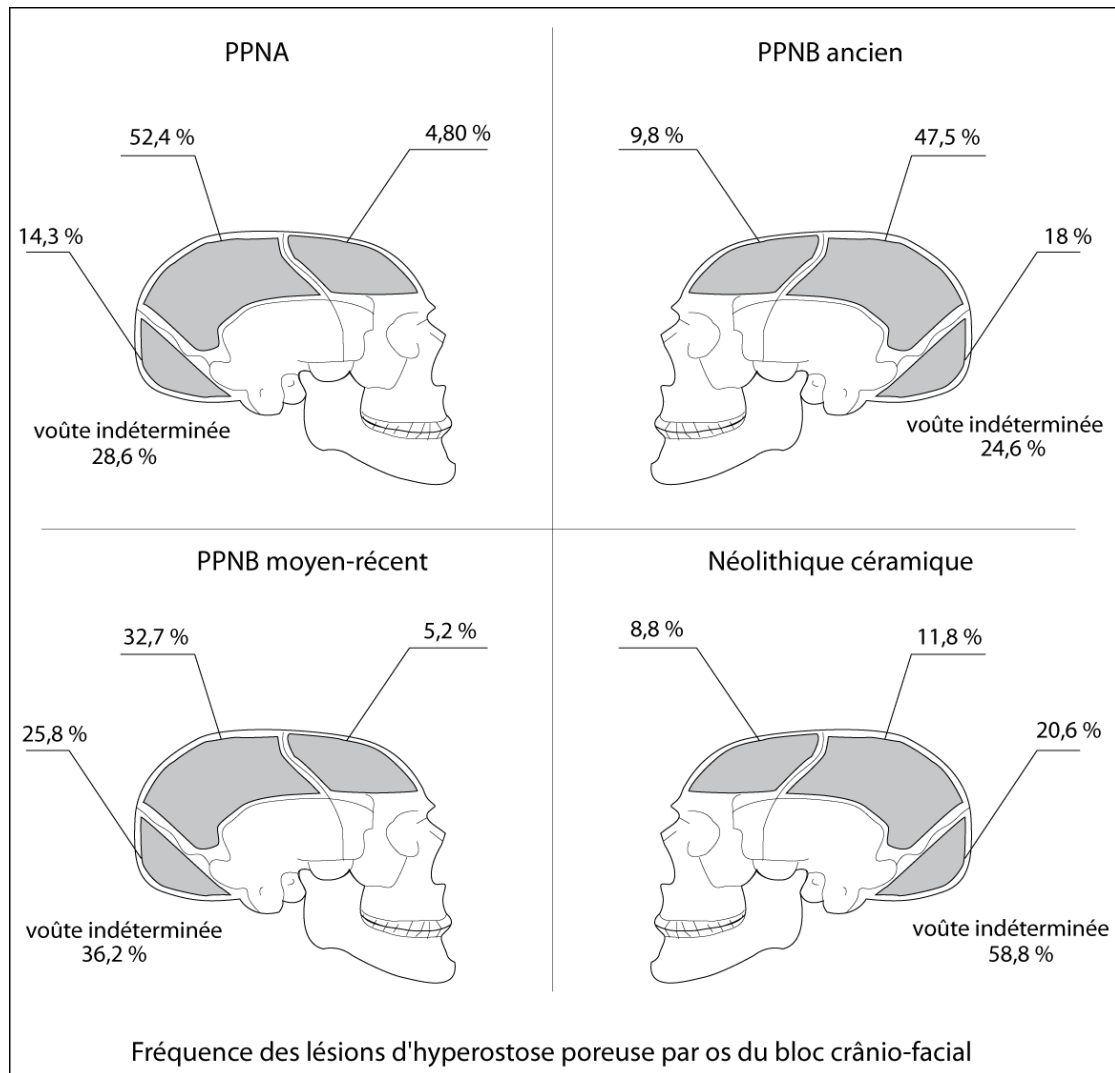 PPNA
52,4 %
4,80 %
14,3 %
voûte indéterminée
28,6 %
PPNB ancien
9,8 %
47,5 %
18 %
voûte indéterminée
24,6 %
PPNB moyen-récent
32,7 %
5,2 %
25,8 %
voûte indéterminée
36,2 %
Néolithique céramique
8,8 %
11,8 %
20,6 %
voûte indéterminée
58,8 %
Fréquence des lésions d'hyperostose poreuse par os du bloc crânio-facial